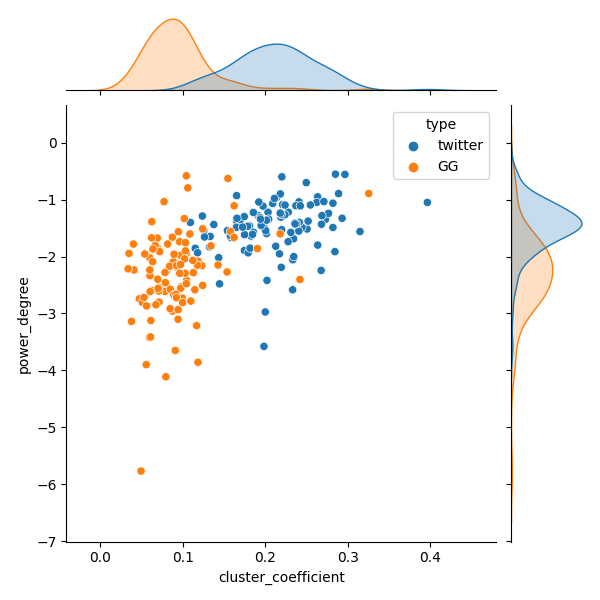 type
twitter
GG
0
−1
−2
−3
−4
−5
−6
−7
power_degree
0.0 0.1 0.2 0.3 0.4
cluster_coefficient